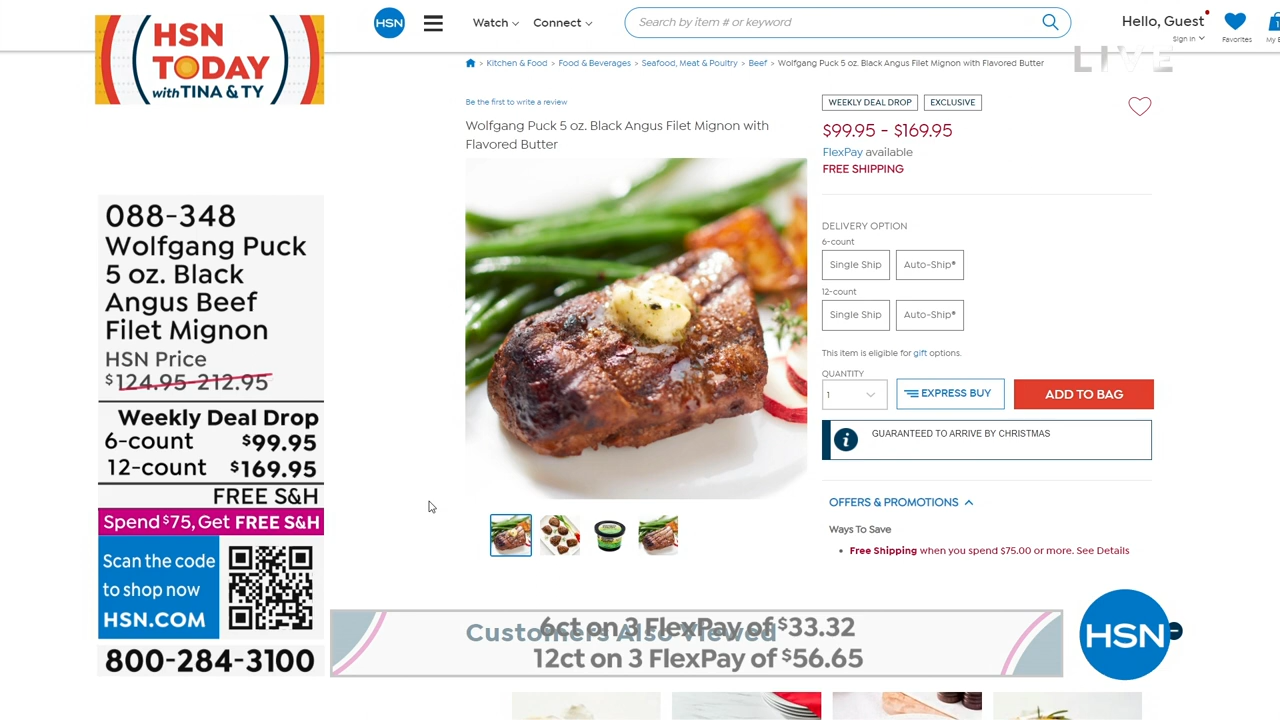 HSN
TODAY
with TINA & TY
088-348
Wolfgang Puck
5 oz. Black
Angus Beef
Filet Mignon
HSN Price
$124.95-212.95
Weekly Deal Drop
6-count $99.95
12-count $169.95
FREE S&H
Spend $75, Get FREE S&H
Scan the code
to shop now
HSN.COM
800-284-3100
HSN
Watch
Connect
Search by item # or keyword
Hello, Guest
Sign In
Favorites
LIVE
> Kitchen & Food > Food & Beverages > Seafood, Meat & Poultry > Beef > Wolfgang Puck 5 oz. Black Angus Filet Mignon with Flavored Butter
Be the first to write a review
Wolfgang Puck 5 oz. Black Angus Filet Mignon with
Flavored Butter
WEEKLY DEAL DROP
EXCLUSIVE
$99.95 - $169.95
FlexPay available
FREE SHIPPING
DELIVERY OPTION
6-count
Single Ship
Auto-Ship®
12-count
Single Ship
Auto-Ship®
This item is eligible for gift options.
QUANTITY
1
EXPRESS BUY
ADD TO BAG
GUARANTEED TO ARRIVE BY CHRISTMAS
OFFERS & PROMOTIONS
Ways To Save
• Free Shipping when you spend $75.00 or more. See Details
Customers Also Viewed
6ct on 3 FlexPay of $33.32
12ct on 3 FlexPay of $56.65
HSN